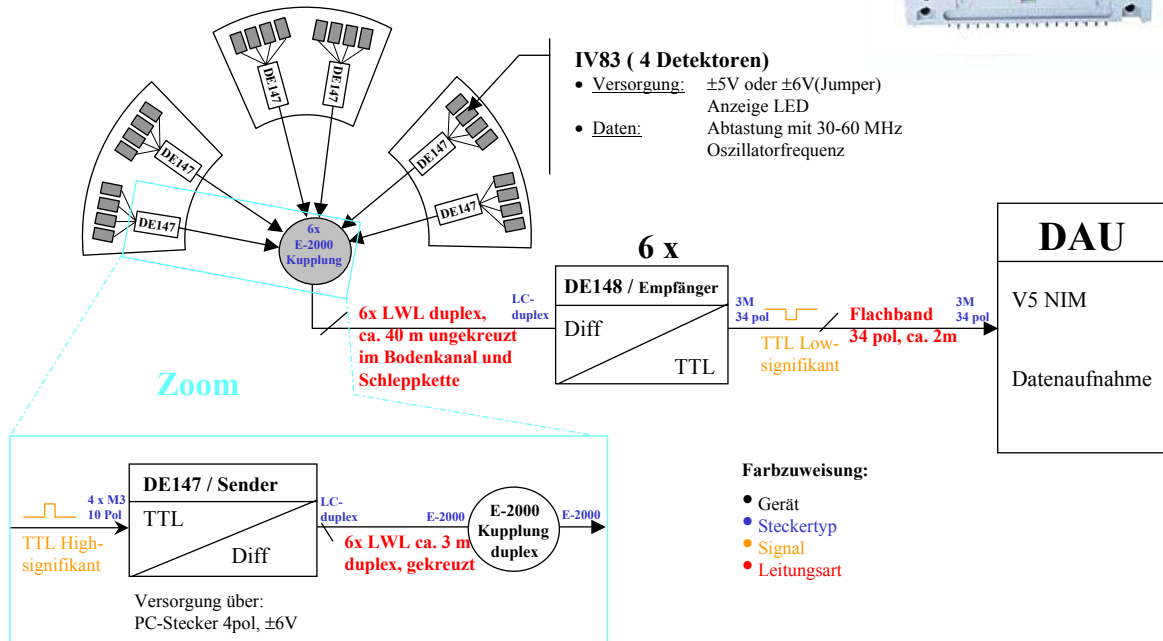 IV83 ( 4 Detektoren)
• Versorgung: ±5V oder ±6V(Jumper)
Anzeige LED
• Daten: Abtastung mit 30-60 MHz
Oszillatorfrequenz
DE147
DE147
DE147
DE147
DE147
DE147
6x
E-2000
Kupplung
6x LWL duplex,
ca. 40 m ungekreuzt
im Bodenkanal und
Schleppkette
LC-
duplex
6 x
DE148 / Empfänger
Diff
TTL
3M
34 pol
TTL Low-
signifikant
Flachband
34 pol, ca. 2m
3M
34 pol
DAU
V5 NIM
Datenaufnahme
Zoom
TTL High-
signifikant
4 x M3
10 Pol
DE147 / Sender
TTL
Diff
LC-
duplex
6x LWL ca. 3 m
duplex, gekreuzt
E-2000
E-2000
Kupplung
duplex
E-2000
Versorgung über:
PC-Stecker 4pol, ±6V
Farbzuweisung:
• Gerät
• Steckertyp
• Signal
• Leitungsart